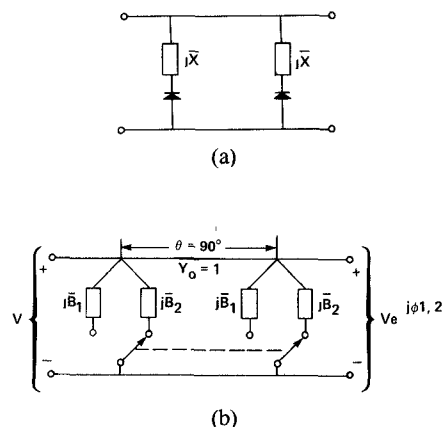 jX̅ jX̅
(a)
θ = 90°
Y₀ = 1
jB̅₁ jB̅₂ jB̅₁ jB̅₂
+ +
V Ve^jϕ1, 2
− −
(b)